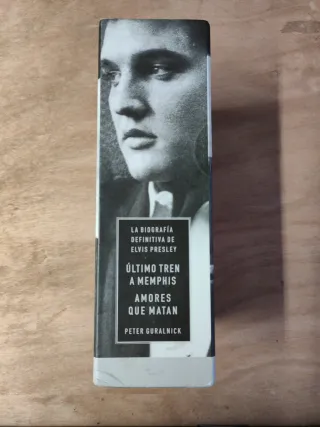 LA BIOGRAFÍA
DEFINITIVA DE
ELVIS PRESLEY
ÚLTIMO TREN
A MEMPHIS
AMORES
QUE MATAN
PETER GURALNICK